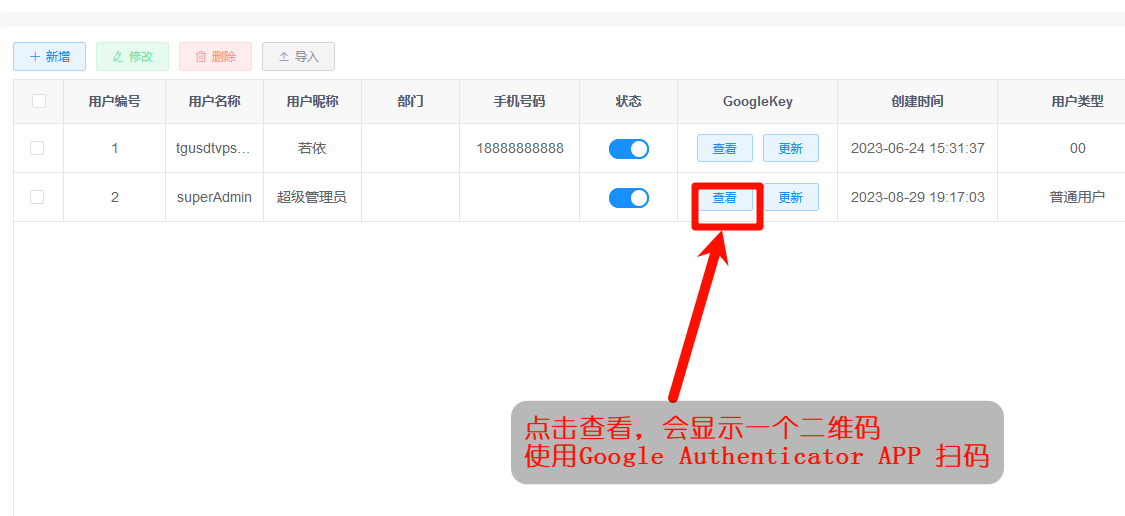 新增 修改 删除 导入
用户编号 用户名称 用户昵称 部门 手机号码 状态 GoogleKey 创建时间 用户类型
1 tgusdtvps... 若依 18888888888 查看 更新 2023-06-24 15:31:37 00
2 superAdmin 超级管理员 查看 更新 2023-08-29 19:17:03 普通用户
点击查看，会显示一个二维码
使用Google Authenticator APP 扫码